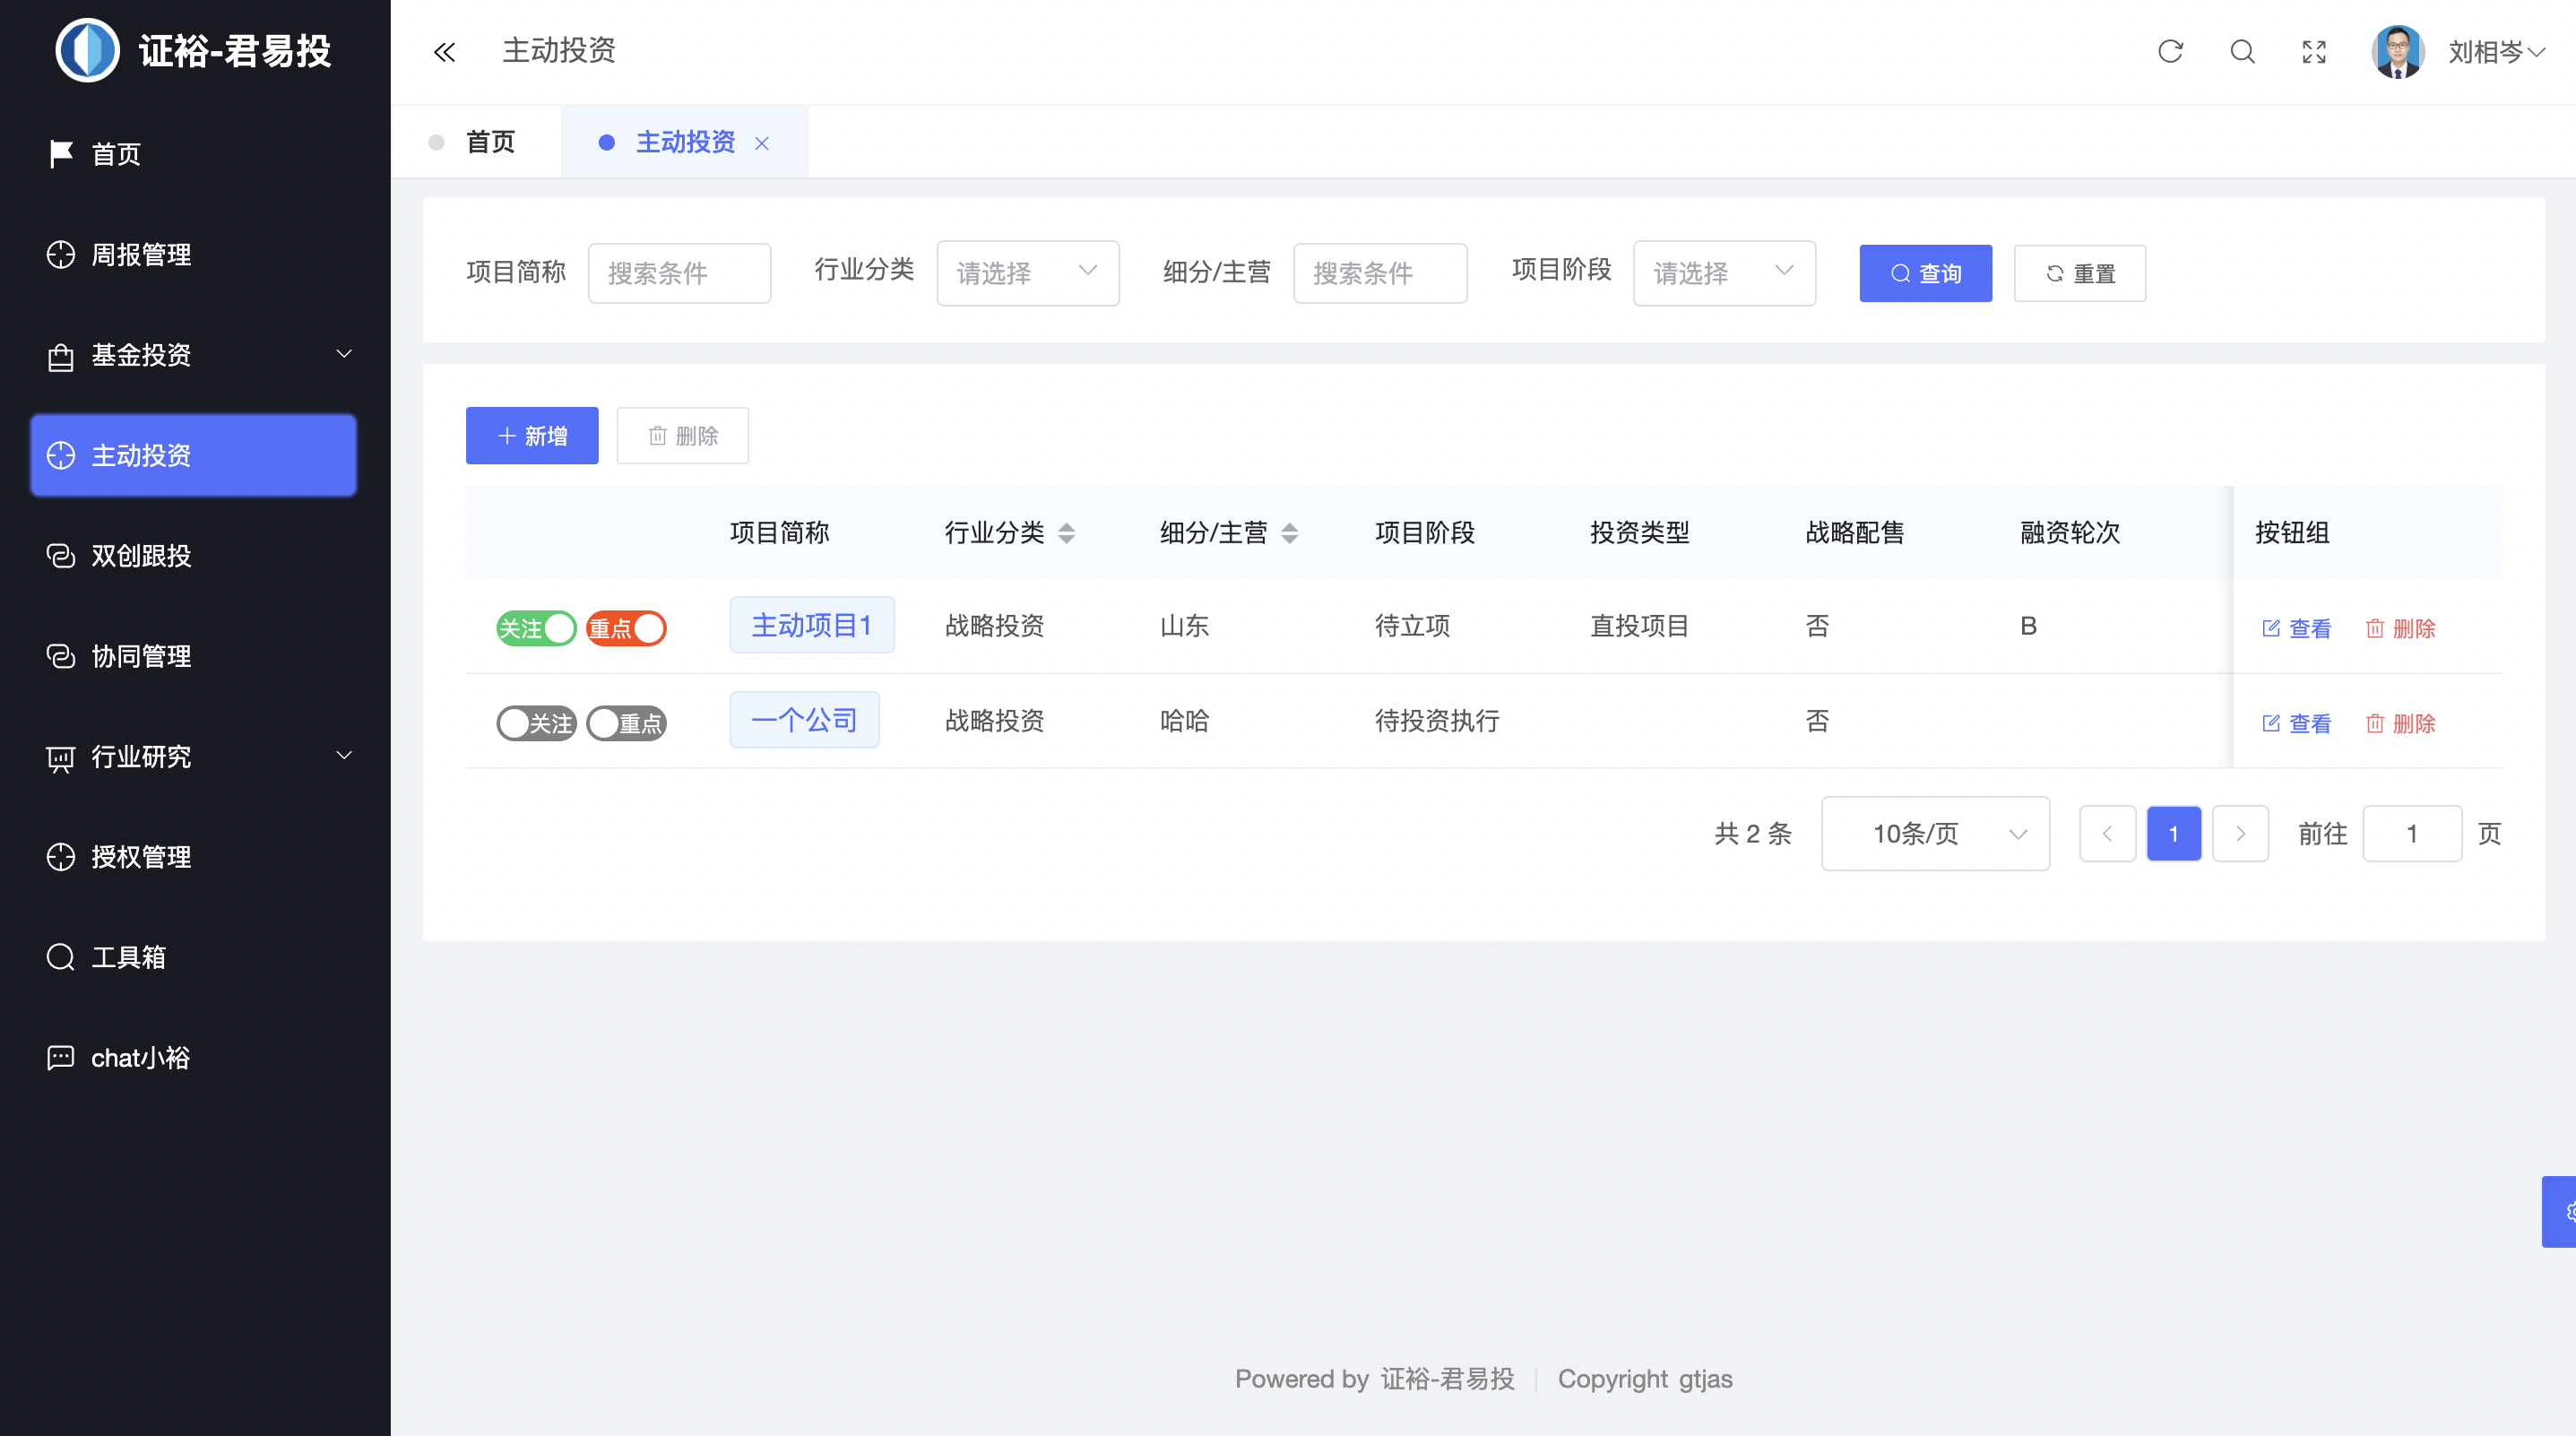 证裕-君易投
首页
周报管理
基金投资
主动投资
双创跟投
协同管理
行业研究
授权管理
工具箱
chat小裕
主动投资
刘相岑
首页 主动投资
项目简称 搜索条件 行业分类 请选择 细分/主营 搜索条件 项目阶段 请选择 查询 重置
新增 删除
项目简称 行业分类 细分/主营 项目阶段 投资类型 战略配售 融资轮次 按钮组
关注 重点 主动项目1 战略投资 山东 待立项 直投项目 否 B 查看 删除
关注 重点 一个公司 战略投资 哈哈 待投资执行 否 查看 删除
共 2 条 10条/页 1 前往 1 页
Powered by 证裕-君易投 Copyright gtjas